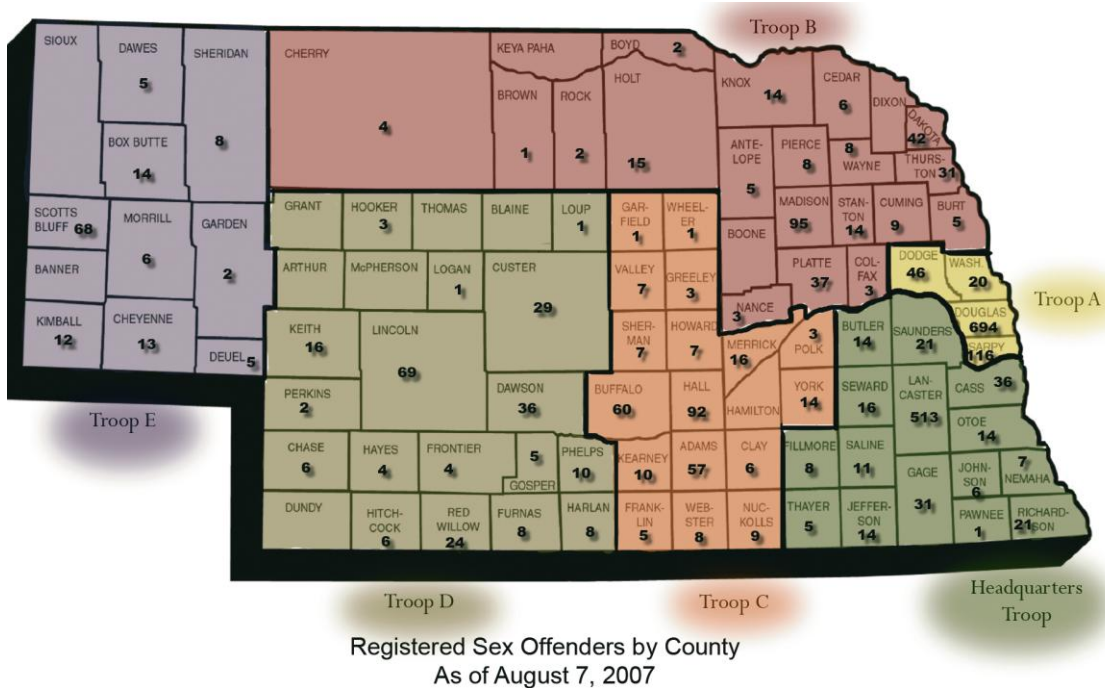 Troop B
SIOUX
DAWES
5
SHERIDAN
8
BOX BUTTE
14
SCOTTS
BLUFF 68
MORRILL
6
GARDEN
2
BANNER
KIMBALL
12
CHEYENNE
13
DEUEL 5
Troop E
CHERRY
4
KEYA PAHA
BOYD
2
BROWN
1
ROCK
2
HOLT
15
KNOX
14
CEDAR
6
DIXON
DAKOTA
42
ANTE-
LOPE
5
PIERCE
8
8
WAYNE
THURS-
TON 31
MADISON
95
STAN-
TON
14
CUMING
9
BURT
5
BOONE
PLATTE
37
COL-
FAX
3
NANCE
3
DODGE
46
WASH.
20
DOUGLAS
694
SARPY
116
Troop A
GRANT
HOOKER
3
THOMAS
BLAINE
LOUP
1
ARTHUR
McPHERSON
LOGAN
1
CUSTER
29
KEITH
16
LINCOLN
69
PERKINS
2
DAWSON
36
CHASE
6
HAYES
4
FRONTIER
4
5
GOSPER
PHELPS
10
DUNDY
HITCH-
COCK
6
RED
WILLOW
24
FURNAS
8
HARLAN
8
Troop D
GAR-
FIELD
1
WHEEL-
ER
1
VALLEY
7
GREELEY
3
SHER-
MAN
7
HOWARD
7
MERRICK
16
3
POLK
BUFFALO
60
HALL
92
HAMILTON
YORK
14
KEARNEY
10
ADAMS
57
CLAY
6
FRANK-
LIN
5
WEB-
STER
8
NUC-
KOLLS
9
Troop C
BUTLER
14
SAUNDERS
21
SEWARD
16
LAN-
CASTER
513
CASS 36
OTOE
14
FILLMORE
8
SALINE
11
GAGE
31
JOHN-
SON
6
7
NEMAHA
THAYER
5
JEFFER-
SON
14
PAWNEE
1
RICHARD-
21 SON
Headquarters
Troop
Registered Sex Offenders by County
As of August 7, 2007